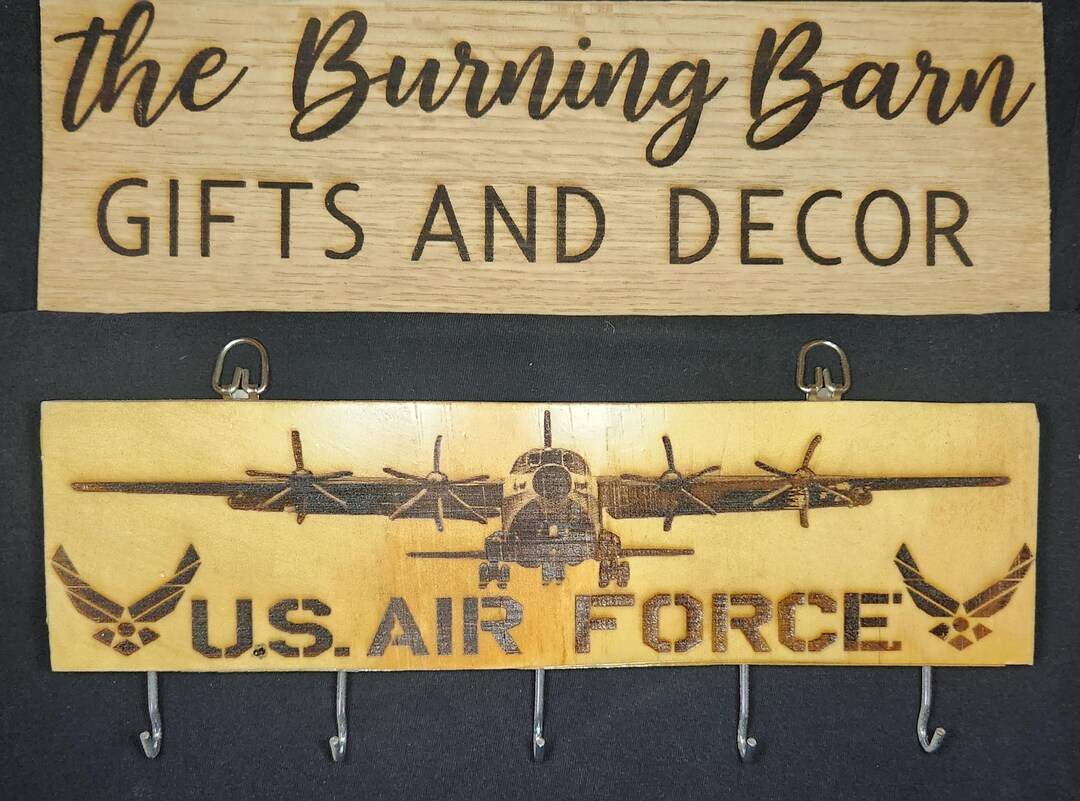 the Burning Barn
GIFTS AND DECOR
U.S. AIR FORCE